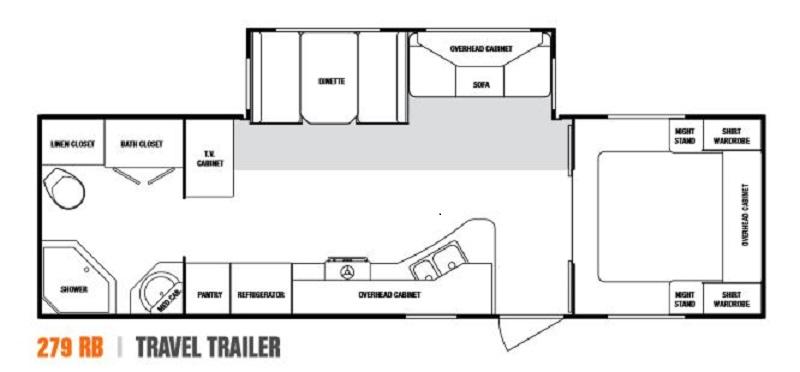 OVERHEAD CABINET
DINETTE
SOFA
LINEN CLOSET
BATH CLOSET
T.V.
CABINET
NIGHT
STAND
SHIRT
WARDROBE
OVERHEAD CABINET
SHOWER
MED. CAB.
PANTRY
REFRIGERATOR
OVERHEAD CABINET
NIGHT
STAND
SHIRT
WARDROBE
279 RB | TRAVEL TRAILER